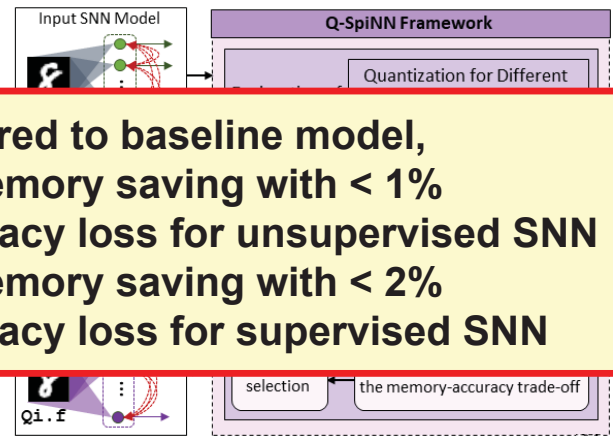 Input SNN Model
Q-SpiNN Framework
Quantization for Different
red to baseline model,
emory saving with < 1%
acy loss for unsupervised SNN
emory saving with < 2%
acy loss for supervised SNN
selection
the memory-accuracy trade-off
Qi.f